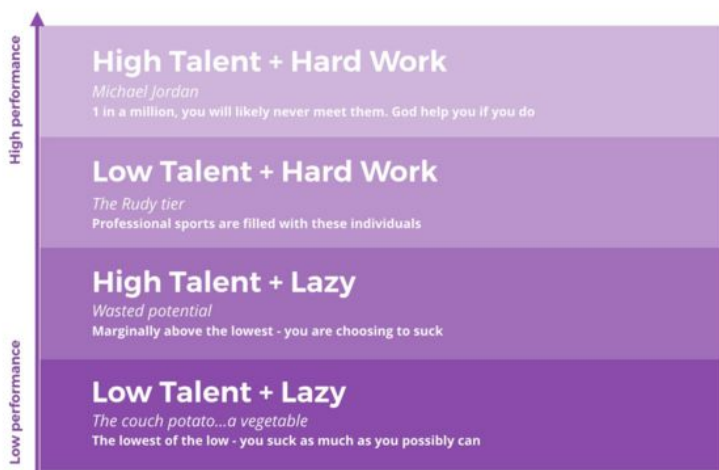 High performance
High Talent + Hard Work
Michael Jordan
1 in a million, you will likely never meet them. God help you if you do
Low Talent + Hard Work
The Rudy tier
Professional sports are filled with these individuals
High Talent + Lazy
Wasted potential
Marginally above the lowest - you are choosing to suck
Low performance
Low Talent + Lazy
The couch potato...a vegetable
The lowest of the low - you suck as much as you possibly can